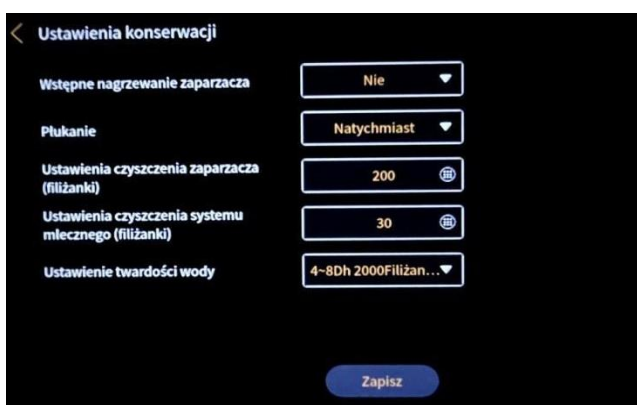 Ustawienia konserwacji
Wstępne nagrzewanie zaparzacza
Nie
Płukanie
Natychmiast
Ustawienia czyszczenia zaparzacza
(filiżanki)
200
Ustawienia czyszczenia systemu
mlecznego (filiżanki)
30
Ustawienie twardości wody
4~8Dh 2000Filiżan...
Zapisz